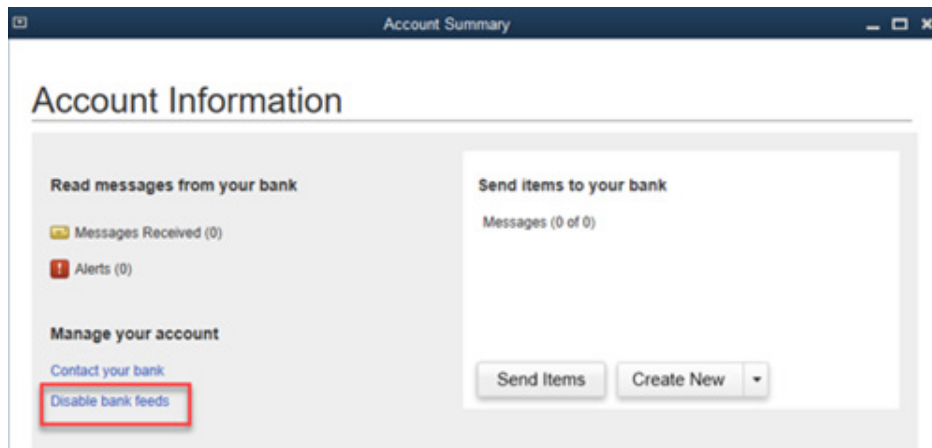 Account Summary
Account Information
Read messages from your bank
Messages Received (0)
Alerts (0)
Manage your account
Contact your bank
Disable bank feeds
Send items to your bank
Messages (0 of 0)
Send Items
Create New